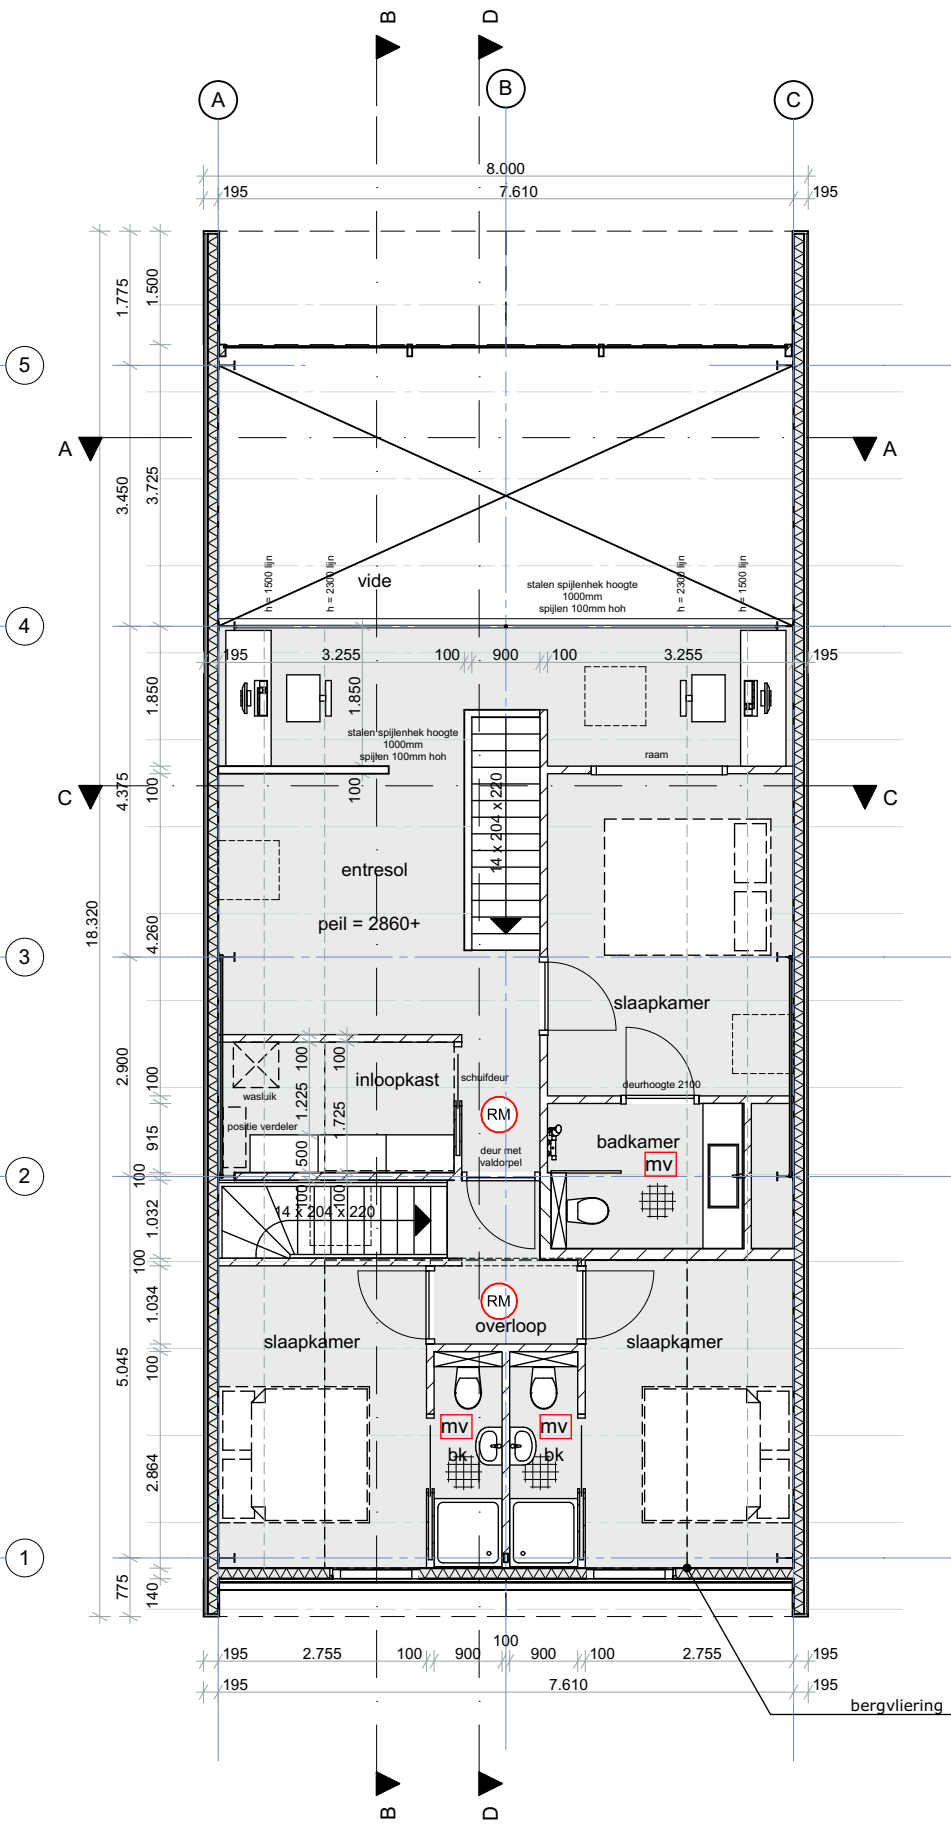 B
D
A
B
C
8.000
195
7.610
195
1.775
1.500
5
A
A
3.450
3.725
h = 1500 lijn
h = 2300 lijn
vide
stalen spijlenhek hoogte
1000mm
spijlen 100mm hoh
h = 2300 lijn
h = 1500 lijn
4
195
3.255
100
900
100
3.255
195
1.850
1.850
stalen spijlenhek hoogte
1000mm
spijlen 100mm hoh
raam
C
4.375
100
100
14 x 204 x 220
C
entresol
18.320
4.260
peil = 2860+
3
slaapkamer
2.900
100
100
100
inloopkast
schuifdeur
deurhoogte 2100
wasluik
1.225
1.725
RM
positie verdeler
915
500
deur met
valdorpel
badkamer
mv
2
100
100
100
1.032
14 x 204 x 220
100
1.034
RM
overloop
slaapkamer
slaapkamer
5.045
100
mv
mv
bk
bk
2.864
1
775
140
195
2.755
100
900
100
900
100
2.755
195
195
7.610
195
bergvliering
B
D